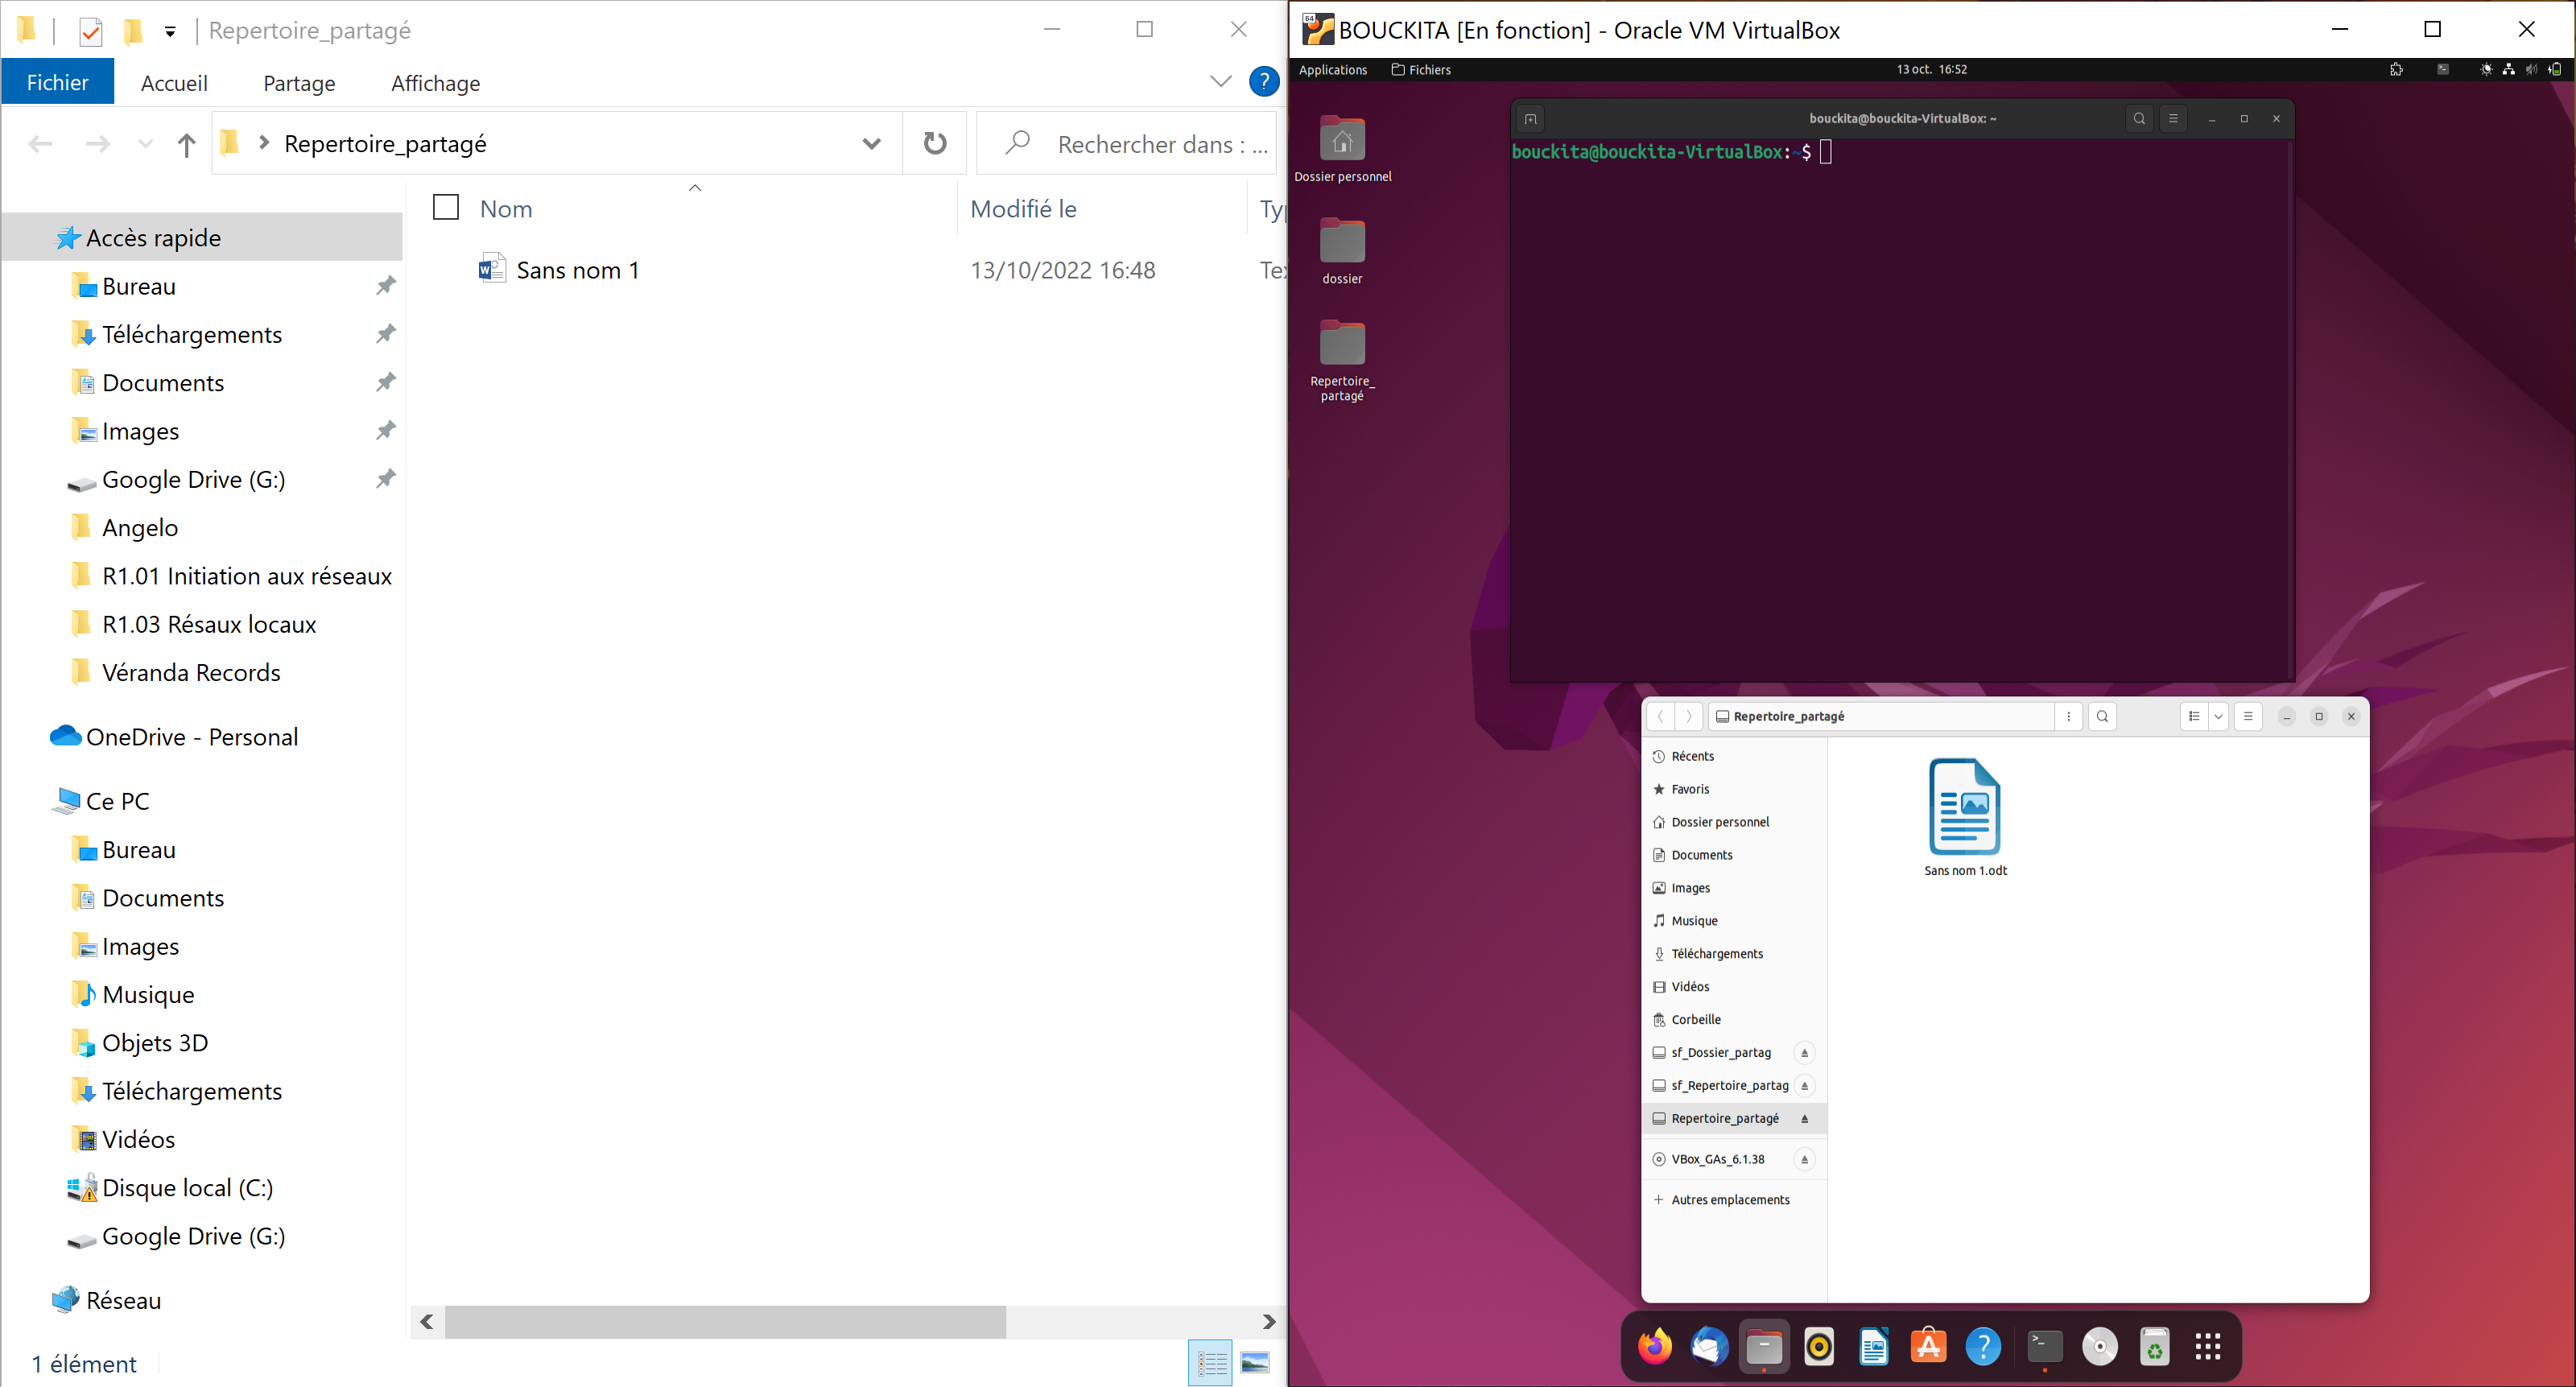 Repertoire_partagé
Fichier
Accueil
Partage
Affichage
?
Repertoire_partagé
Rechercher dans : ...
Nom
Modifié le
Sans nom 1
13/10/2022 16:48
Accès rapide
Bureau
Téléchargements
Documents
Images
Google Drive (G:)
Angelo
R1.01 Initiation aux réseaux
R1.03 Résaux locaux
Véranda Records
OneDrive - Personal
Ce PC
Bureau
Documents
Images
Musique
Objets 3D
Téléchargements
Vidéos
Disque local (C:)
Google Drive (G:)
Réseau
1 élément
64
BOUCKITA [En fonction] - Oracle VM VirtualBox
Applications
Fichiers
13 oct. 16:52
Dossier personnel
dossier
Repertoire_
partagé
bouckita@bouckita-VirtualBox: ~
bouckita@bouckita-VirtualBox:~$
Repertoire_partagé
Récents
Favoris
Dossier personnel
Documents
Images
Musique
Téléchargements
Vidéos
Corbeille
sf_Dossier_partag
sf_Repertoire_partag
Repertoire_partagé
VBox_GAs_6.1.38
Autres emplacements
Sans nom 1.odt